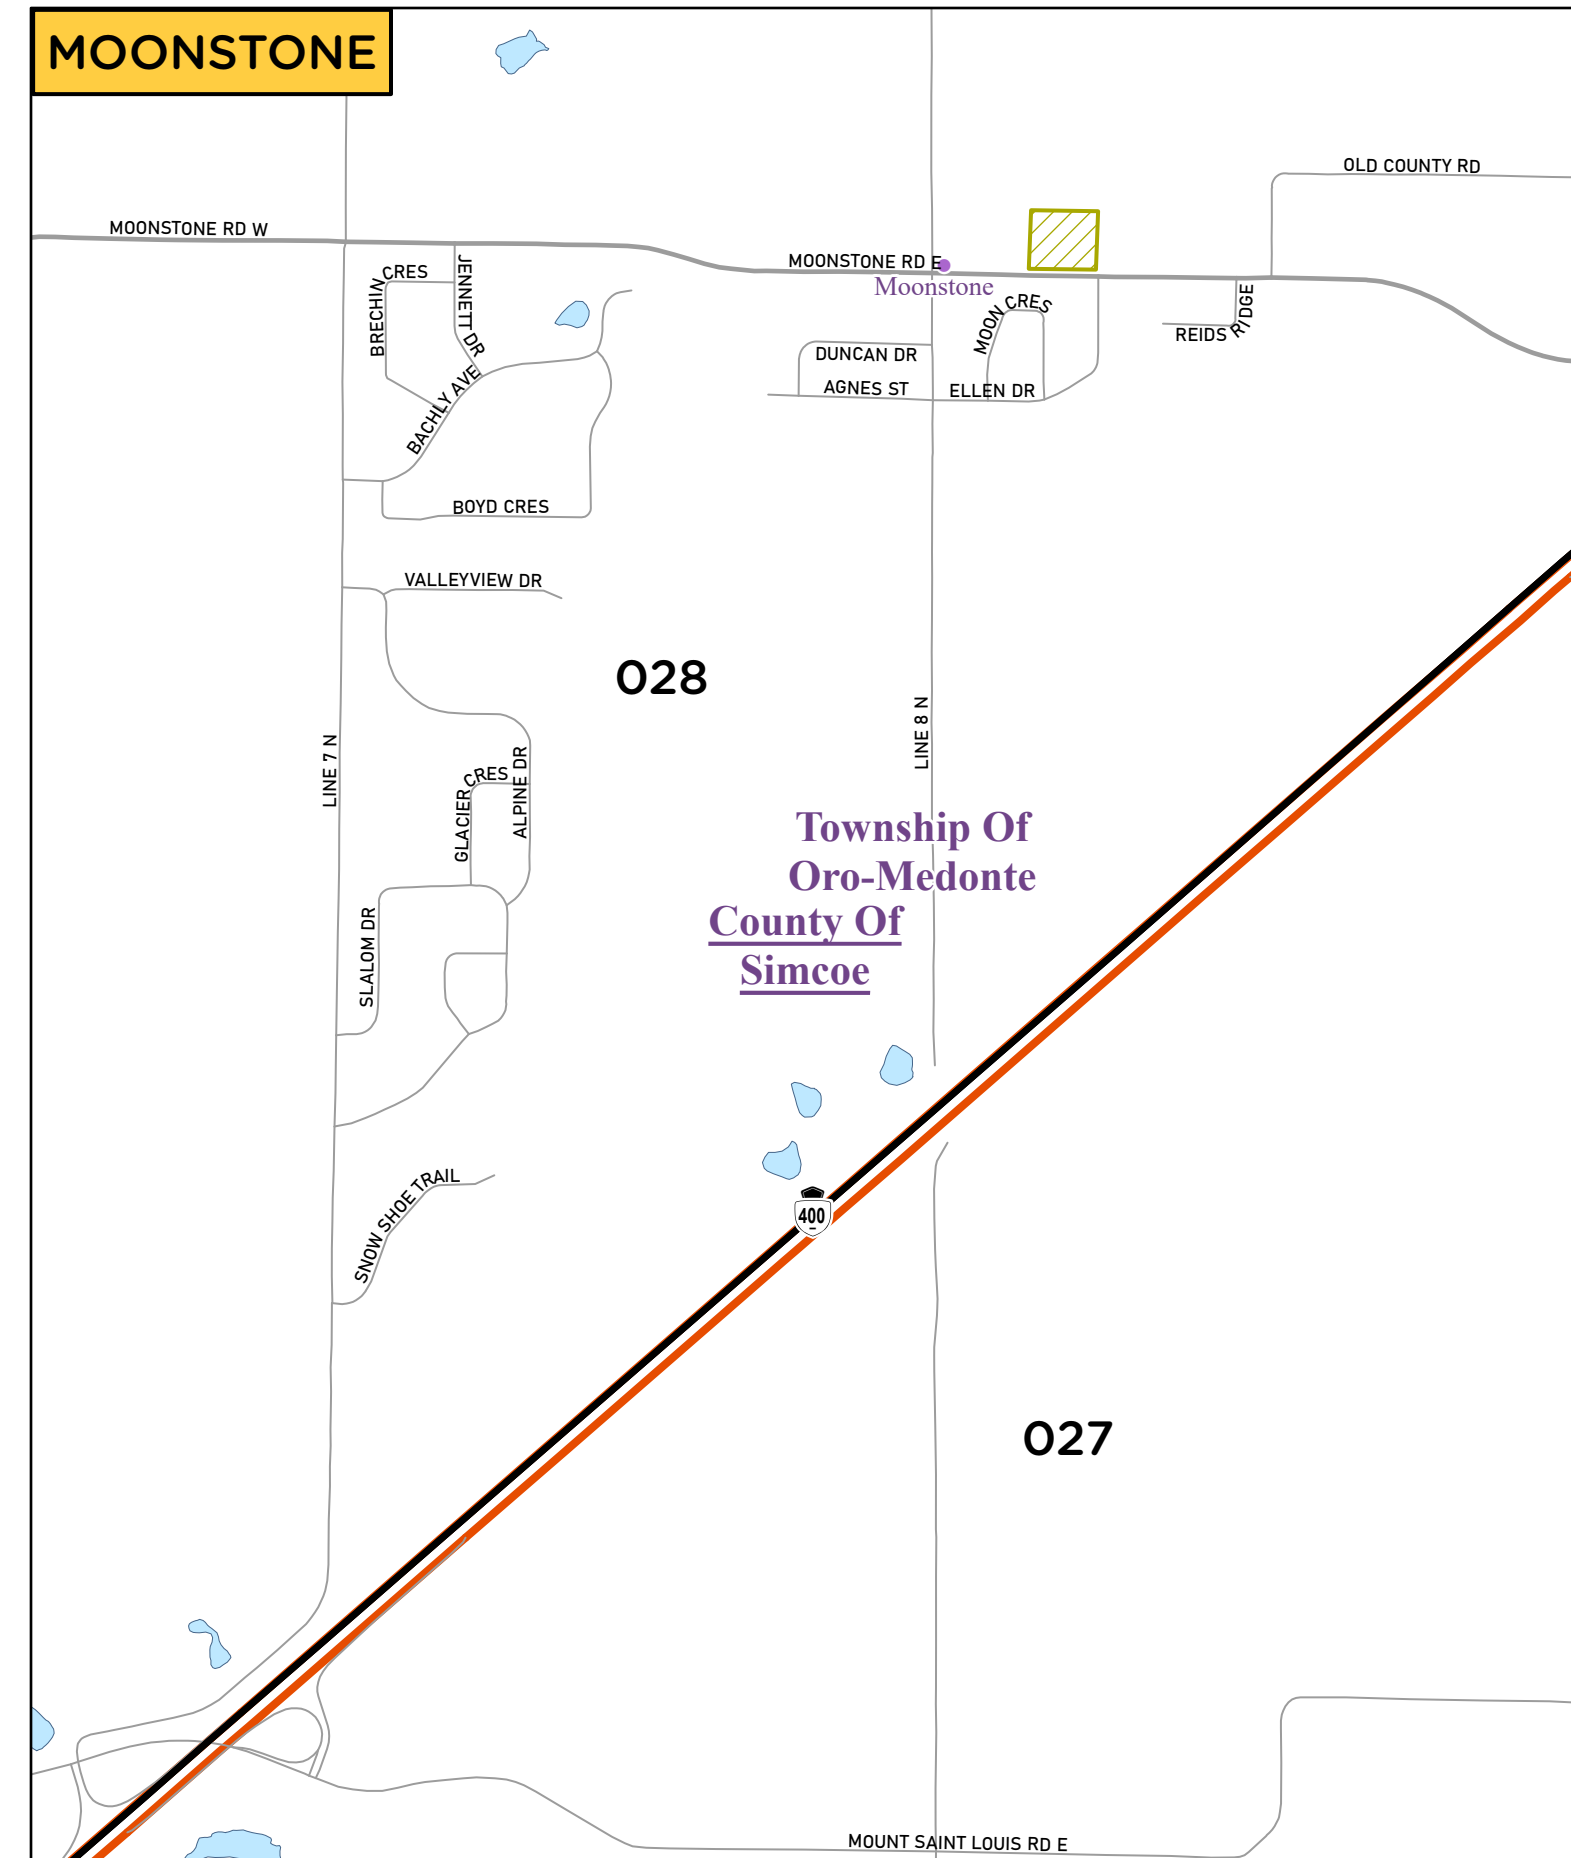 MOONSTONE
OLD COUNTY RD
MOONSTONE RD W
MOONSTONE RD E
Moonstone
BRECHIN CRES
JENNETT DR
MOON CRES
REIDS RIDGE
DUNCAN DR
AGNES ST
ELLEN DR
BACHLY AVE
BOYD CRES
VALLEYVIEW DR
028
LINE 7 N
LINE 8 N
GLACIER CRES
ALPINE DR
Township Of
Oro-Medonte
County Of
Simcoe
SLALOM DR
SNOW SHOE TRAIL
400
027
MOUNT SAINT LOUIS RD E